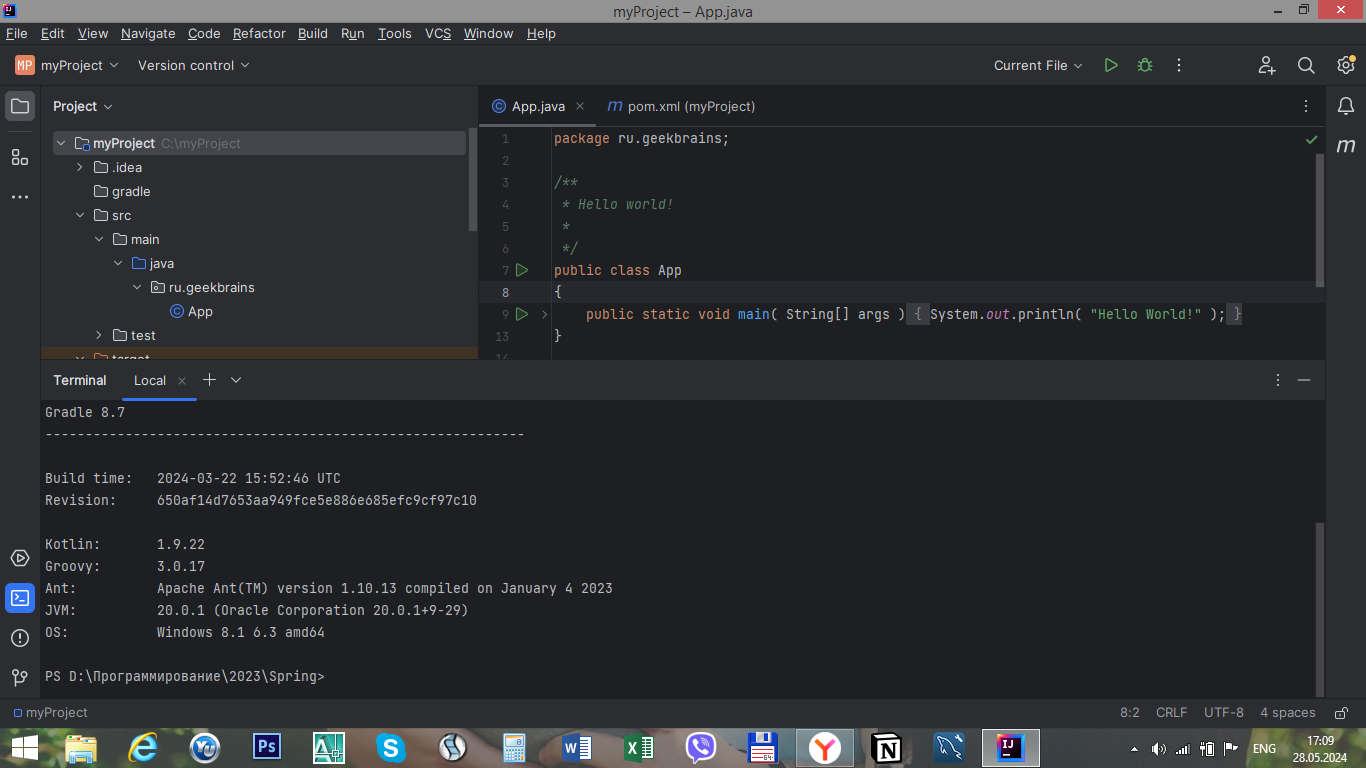 myProject – App.java
File Edit View Navigate Code Refactor Build Run Tools VCS Window Help
MP myProject Version control Current File
Project
App.java
pom.xml (myProject)
myProject C:\myProject
.idea
gradle
src
main
java
ru.geekbrains
App
test
target
1 package ru.geekbrains;
2
3 /**
4 * Hello world!
5 *
6 */
7 public class App
8 {
9 public static void main( String[] args ) { System.out.println( "Hello World!" ); }
13 }
14
Terminal Local
Gradle 8.7
------------------------------------------------------------
Build time: 2024-03-22 15:52:46 UTC
Revision: 650af14d7653aa949fce5e886e685efc9cf97c10
Kotlin: 1.9.22
Groovy: 3.0.17
Ant: Apache Ant(TM) version 1.10.13 compiled on January 4 2023
JVM: 20.0.1 (Oracle Corporation 20.0.1+9-29)
OS: Windows 8.1 6.3 amd64
PS D:\Программирование\2023\Spring>
myProject 8:2 CRLF UTF-8 4 spaces
ENG
17:09
28.05.2024